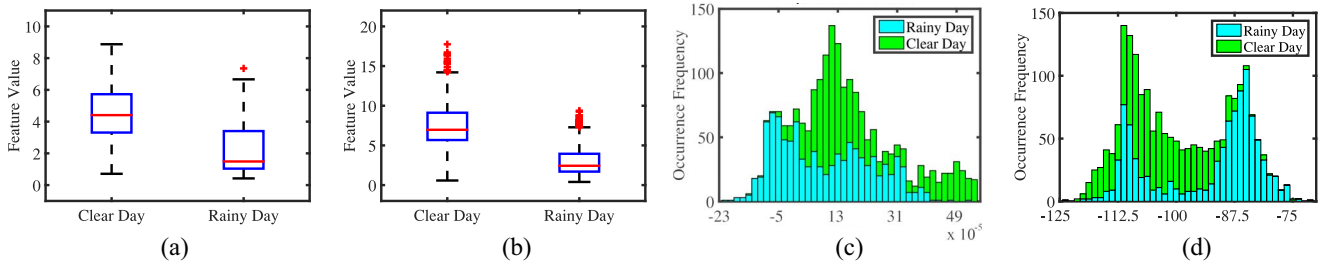 10
8
6
4
2
0
Feature Value
Clear Day
Rainy Day
(a)
20
15
10
5
0
Feature Value
Clear Day
Rainy Day
(b)
150
100
50
0
Occurrence Frequency
Rainy Day
Clear Day
-23
-5
13
31
49
x 10⁻⁵
(c)
150
100
50
0
Occurrence Frequency
Rainy Day
Clear Day
-125
-112.5
-100
-87.5
-75
(d)